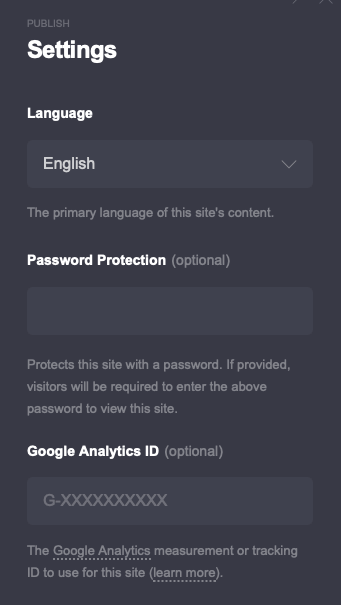 PUBLISH
Settings
Language
English
The primary language of this site's content.
Password Protection (optional)
Protects this site with a password. If provided,
visitors will be required to enter the above
password to view this site.
Google Analytics ID (optional)
G-XXXXXXXXXX
The Google Analytics measurement or tracking
ID to use for this site (learn more).